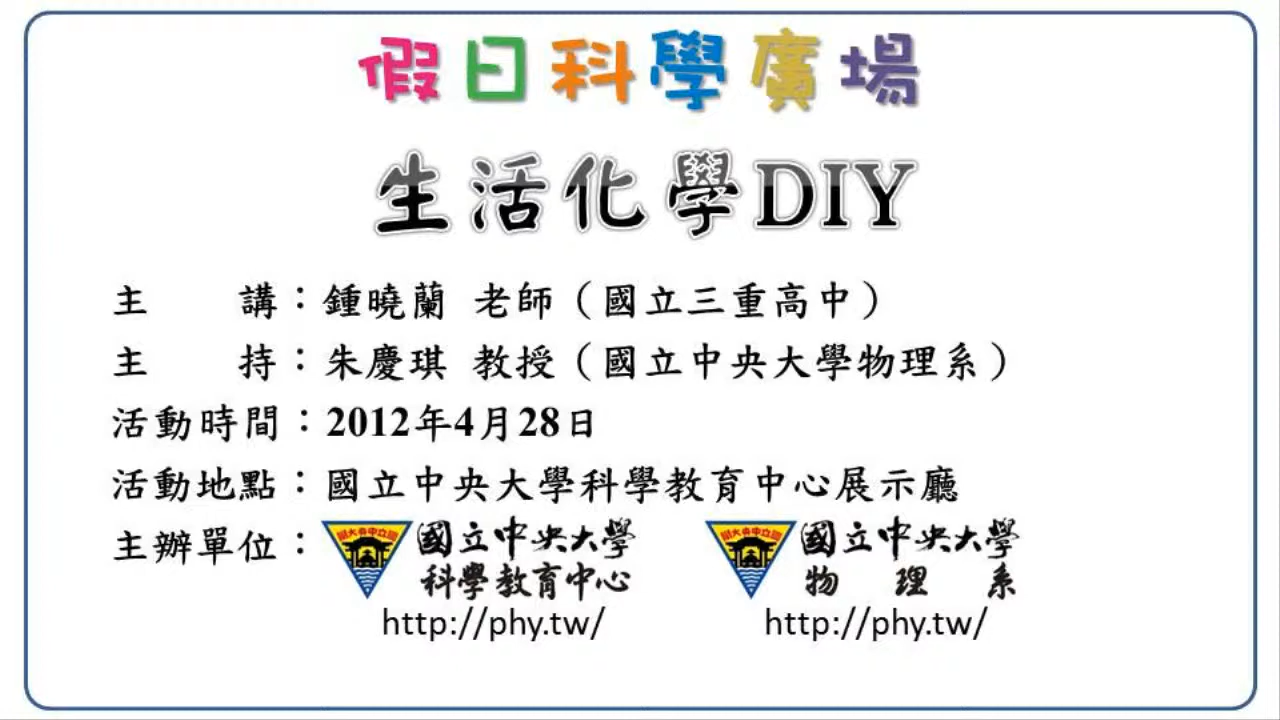 假日科學廣場
生活化學DIY
主　　講：鍾曉蘭 老師（國立三重高中）
主　　持：朱慶琪 教授（國立中央大學物理系）
活動時間：2012年4月28日
活動地點：國立中央大學科學教育中心展示廳
主辦單位：
國立中央大學
科學教育中心
http://phy.tw/
國立中央大學
物理系
http://phy.tw/